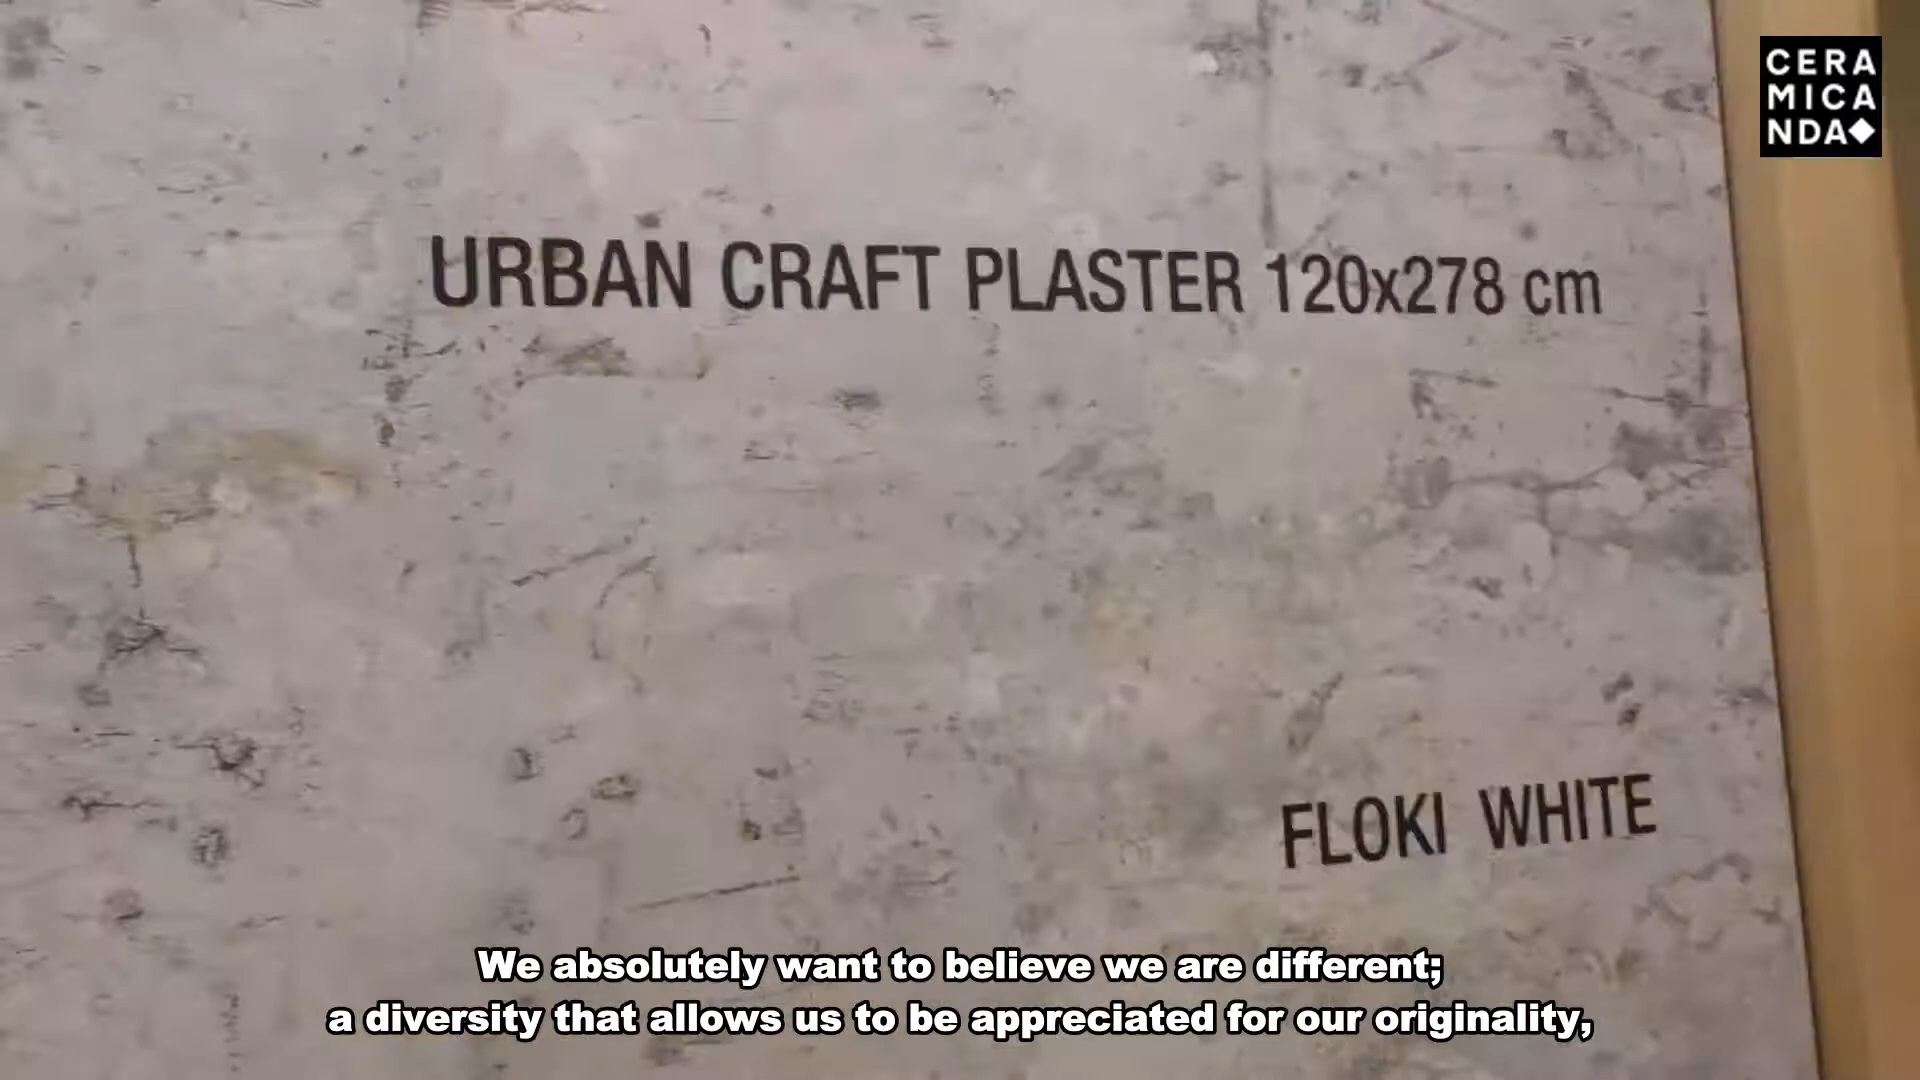 CERA
MICA
NDA
URBAN CRAFT PLASTER 120x278 cm
FLOKI WHITE
We absolutely want to believe we are different;
a diversity that allows us to be appreciated for our originality,